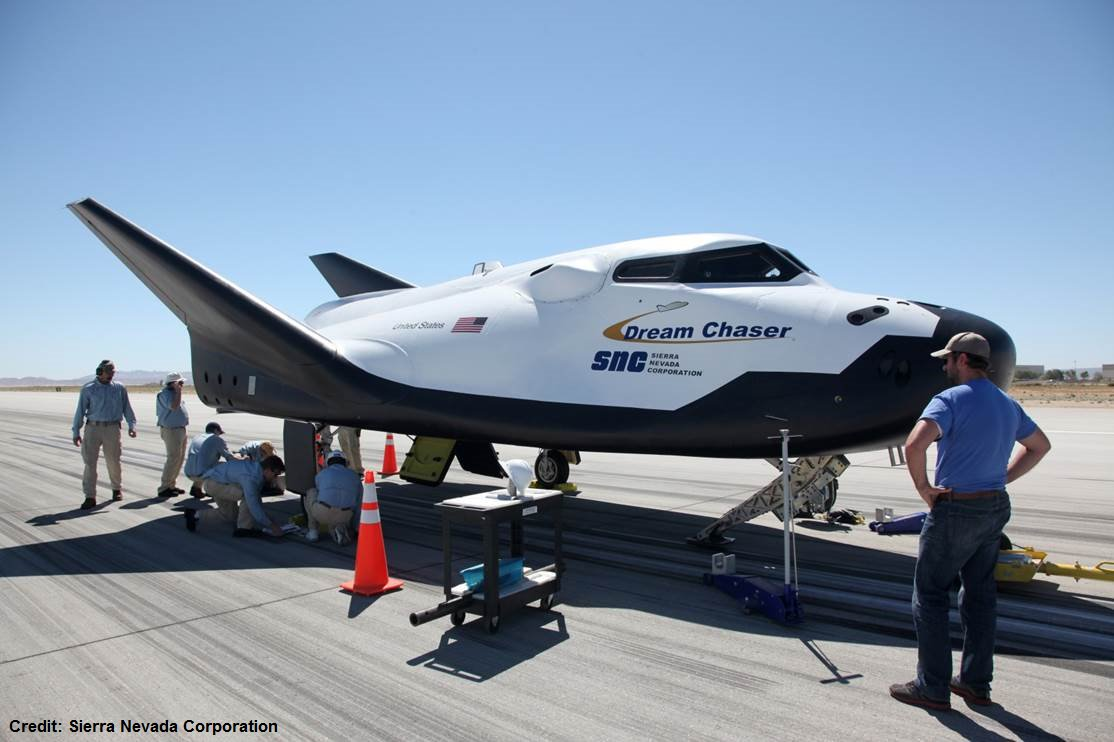 United States
Dream Chaser
SNC SIERRA
NEVADA
CORPORATION
Credit: Sierra Nevada Corporation